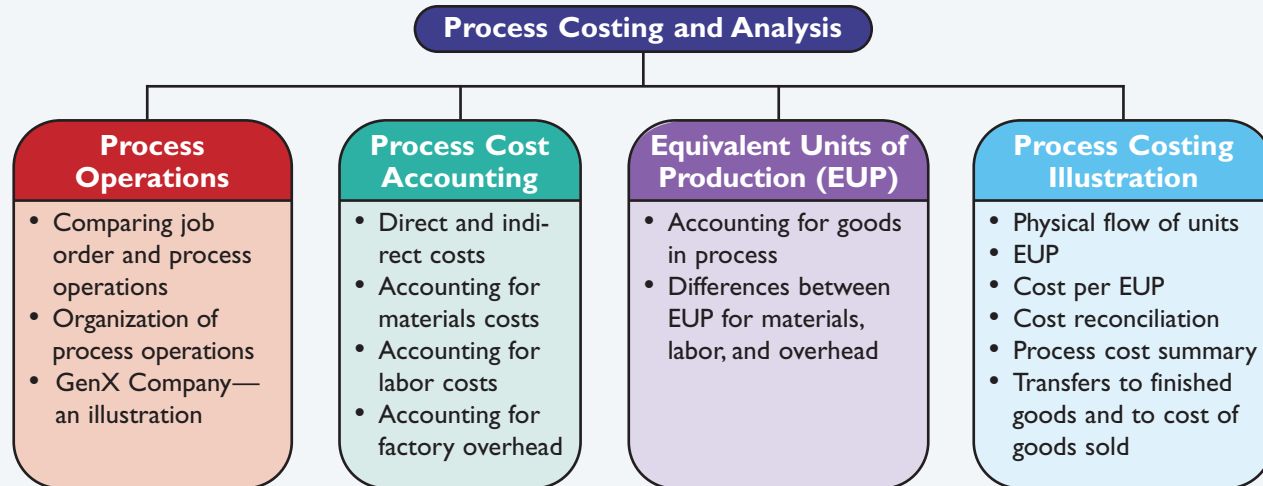 Process Costing and Analysis
Process
Operations
• Comparing job
order and process
operations
• Organization of
process operations
• GenX Company—
an illustration
Process Cost
Accounting
• Direct and indi-
rect costs
• Accounting for
materials costs
• Accounting for
labor costs
• Accounting for
factory overhead
Equivalent Units of
Production (EUP)
• Accounting for goods
in process
• Differences between
EUP for materials,
labor, and overhead
Process Costing
Illustration
• Physical flow of units
• EUP
• Cost per EUP
• Cost reconciliation
• Process cost summary
• Transfers to finished
goods and to cost of
goods sold